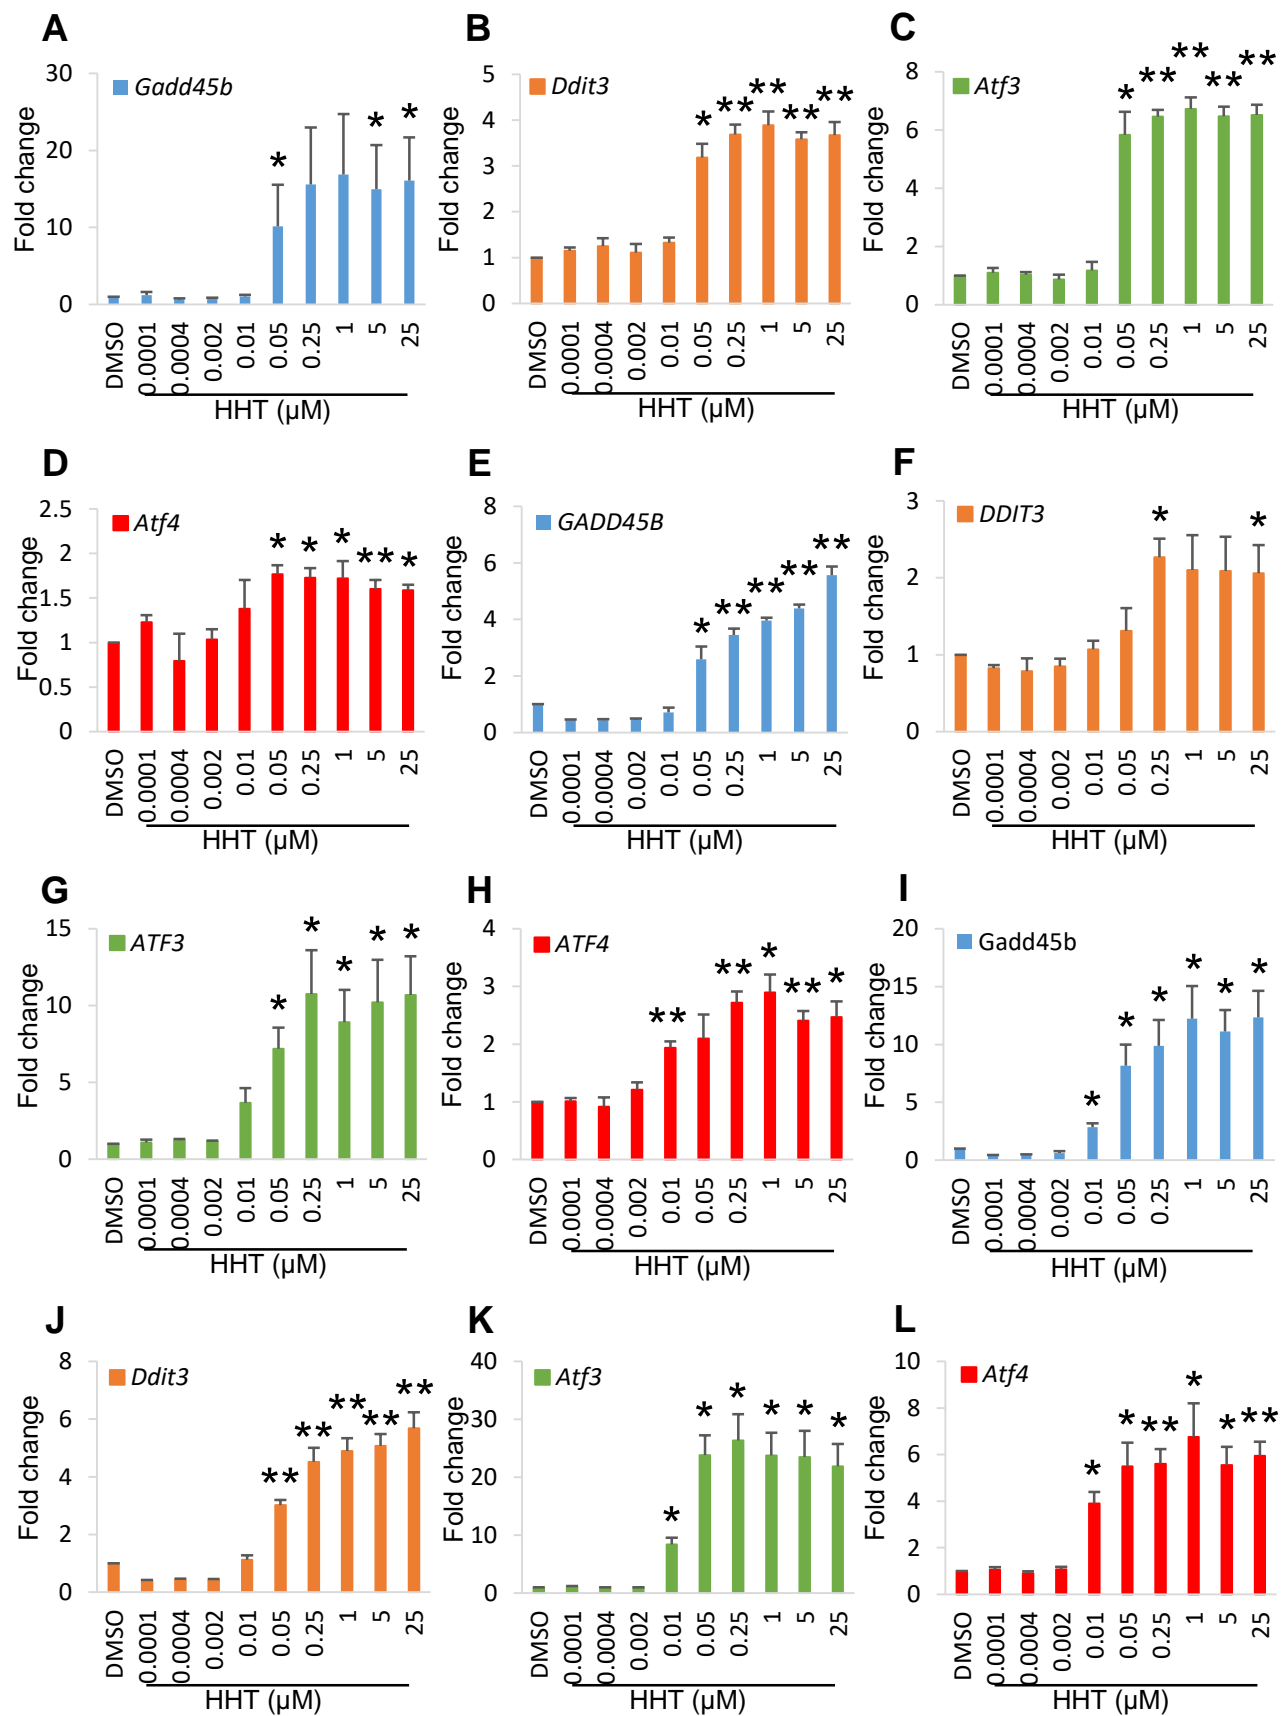 A
Gadd45b
Fold change
30
20
10
0
* * *
DMSO 0.0001 0.0004 0.002 0.01 0.05 0.25 1 5 25
HHT (µM)
B
Ddit3
Fold change
5
4
3
2
1
0
* ** ** ** **
DMSO 0.0001 0.0004 0.002 0.01 0.05 0.25 1 5 25
HHT (µM)
C
Atf3
Fold change
8
6
4
2
0
* ** ** ** **
DMSO 0.0001 0.0004 0.002 0.01 0.05 0.25 1 5 25
HHT (µM)
D
Atf4
Fold change
2.5
2
1.5
1
0.5
0
* * * ** *
DMSO 0.0001 0.0004 0.002 0.01 0.05 0.25 1 5 25
HHT (µM)
E
GADD45B
Fold change
8
6
4
2
0
* ** ** ** **
DMSO 0.0001 0.0004 0.002 0.01 0.05 0.25 1 5 25
HHT (µM)
F
DDIT3
Fold change
3
2
1
0
* *
DMSO 0.0001 0.0004 0.002 0.01 0.05 0.25 1 5 25
HHT (µM)
G
ATF3
Fold change
15
10
5
0
* * * * *
DMSO 0.0001 0.0004 0.002 0.01 0.05 0.25 1 5 25
HHT (µM)
H
ATF4
Fold change
4
3
2
1
0
** ** * ** *
DMSO 0.0001 0.0004 0.002 0.01 0.05 0.25 1 5 25
HHT (µM)
I
Gadd45b
Fold change
20
15
10
5
0
* * * * * *
DMSO 0.0001 0.0004 0.002 0.01 0.05 0.25 1 5 25
HHT (µM)
J
Ddit3
Fold change
8
6
4
2
0
** ** ** ** **
DMSO 0.0001 0.0004 0.002 0.01 0.05 0.25 1 5 25
HHT (µM)
K
Atf3
Fold change
40
30
20
10
0
* * * * * *
DMSO 0.0001 0.0004 0.002 0.01 0.05 0.25 1 5 25
HHT (µM)
L
Atf4
Fold change
10
8
6
4
2
0
* * ** * * **
DMSO 0.0001 0.0004 0.002 0.01 0.05 0.25 1 5 25
HHT (µM)